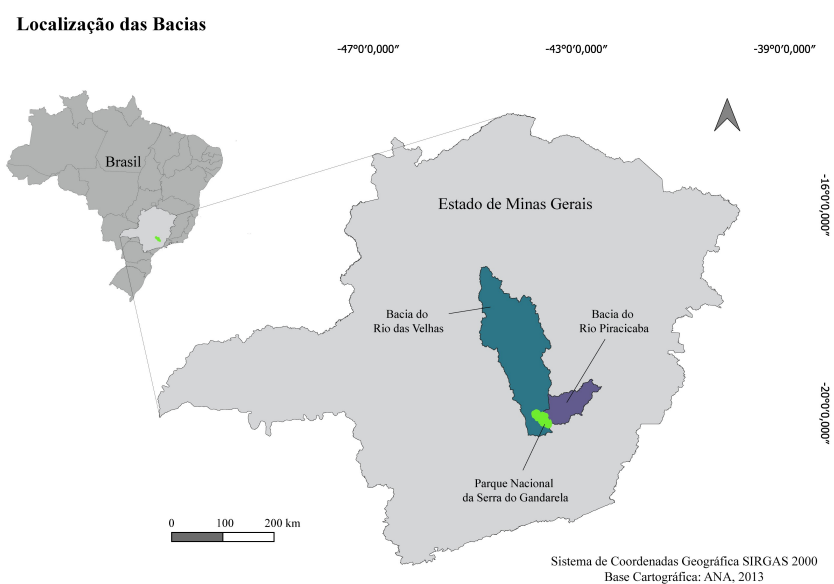 Localização das Bacias
-47°0'0,000"
-43°0'0,000"
-39°0'0,000"
Brasil
-16°0'0,000"
Estado de Minas Gerais
Bacia do
Rio das Velhas
Bacia do
Rio Piracicaba
-20°0'0,000"
Parque Nacional
da Serra do Gandarela
0 100 200 km
Sistema de Coordenadas Geográfica SIRGAS 2000
Base Cartográfica: ANA, 2013